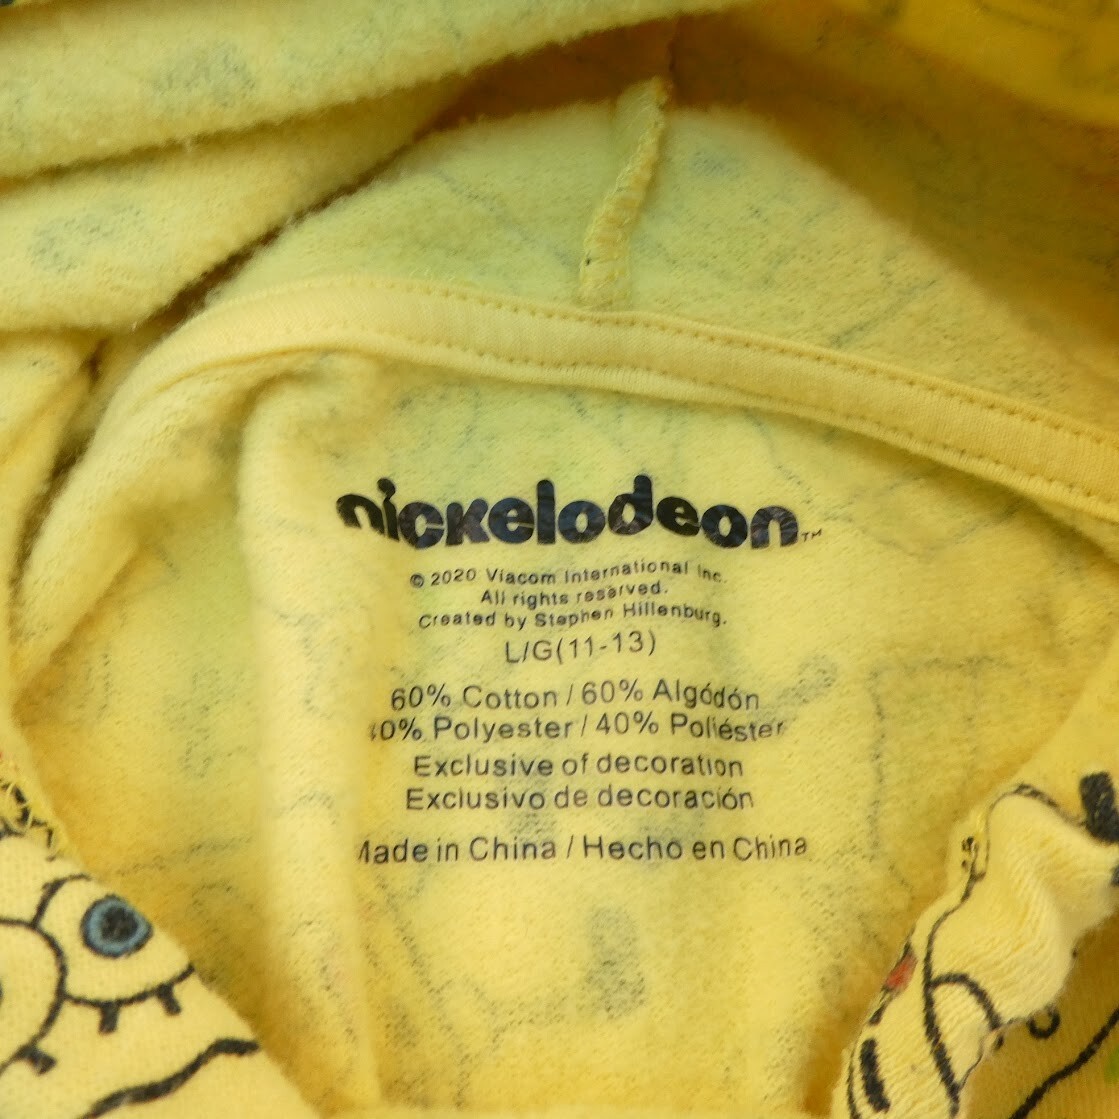 nickelodeon™
© 2020 Viacom International Inc.
All rights reserved.
Created by Stephen Hillenburg.
L/G(11-13)
60% Cotton / 60% Algódón
40% Polyester / 40% Poliéster
Exclusive of decoration
Exclusivo de decoración
Made in China / Hecho en China